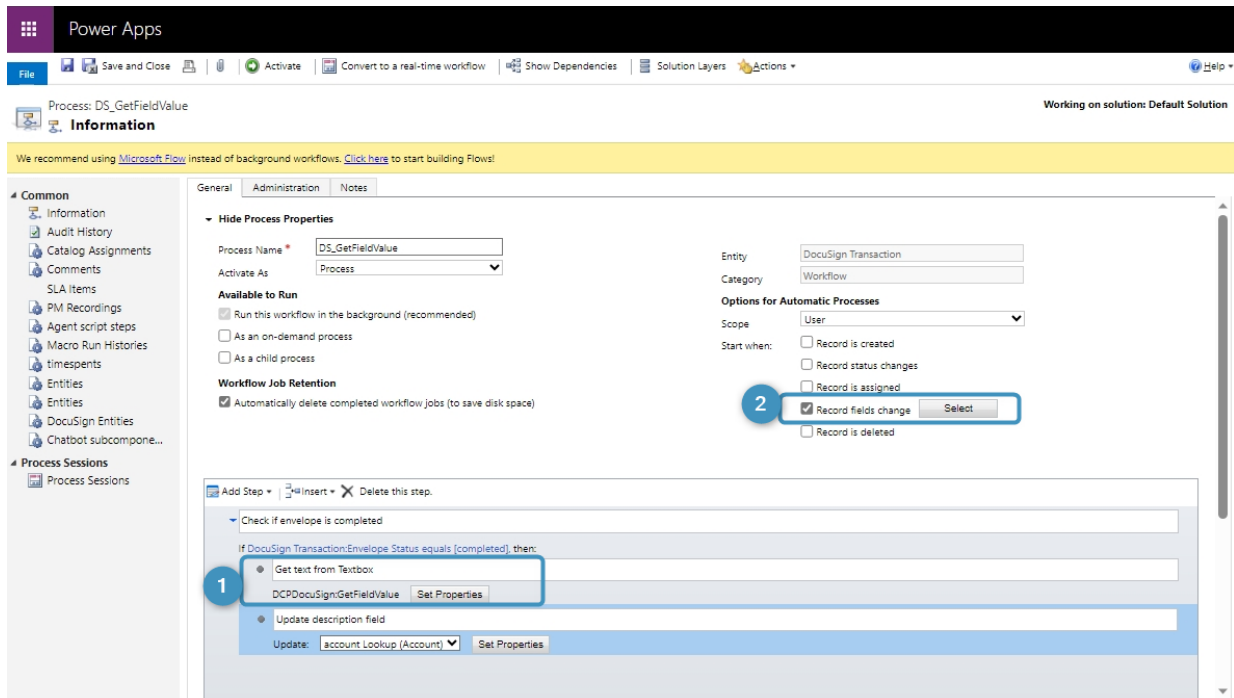 Power Apps
File
Save and Close
Activate
Convert to a real-time workflow
Show Dependencies
Solution Layers
Actions
Help
Process: DS_GetFieldValue
Information
Working on solution: Default Solution
We recommend using Microsoft Flow instead of background workflows. Click here to start building Flows!
Common
Information
Audit History
Catalog Assignments
Comments
SLA Items
PM Recordings
Agent script steps
Macro Run Histories
timespents
Entities
Entities
DocuSign Entities
Chatbot subcompone...
Process Sessions
Process Sessions
General
Administration
Notes
Hide Process Properties
Process Name *
DS_GetFieldValue
Activate As
Process
Available to Run
Run this workflow in the background (recommended)
As an on-demand process
As a child process
Workflow Job Retention
Automatically delete completed workflow jobs (to save disk space)
Entity
DocuSign Transaction
Category
Workflow
Options for Automatic Processes
Scope
User
Start when:
Record is created
Record status changes
Record is assigned
2
Record fields change
Select
Record is deleted
Add Step
Insert
Delete this step.
Check if envelope is completed
If DocuSign Transaction:Envelope Status equals [completed], then:
1
Get text from Textbox
DCPDocuSign:GetFieldValue
Set Properties
Update description field
Update:
account Lookup (Account)
Set Properties